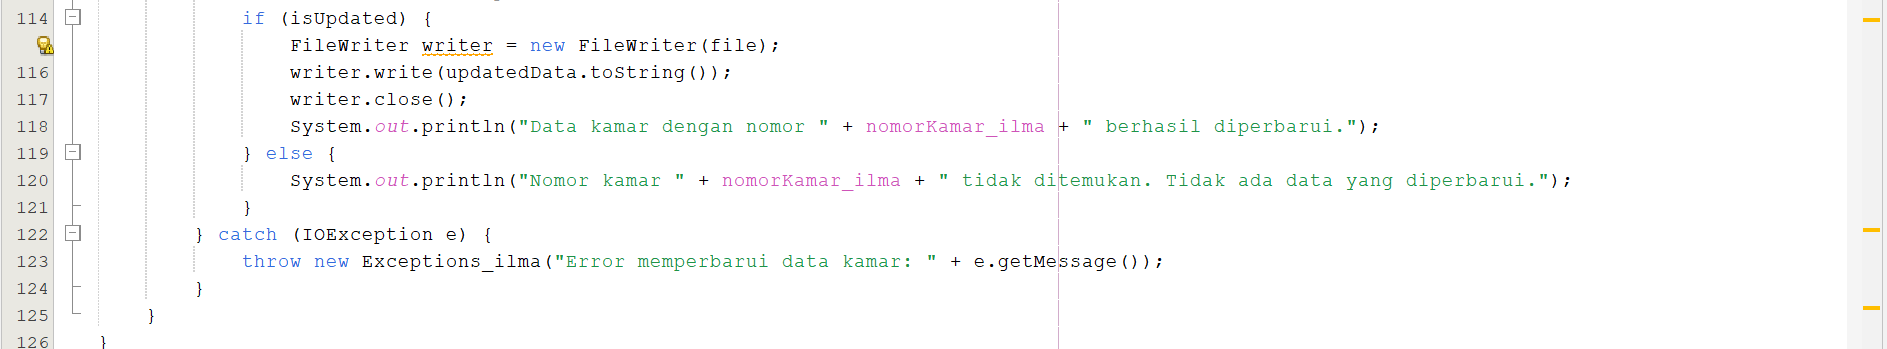 114 if (isUpdated) {
FileWriter writer = new FileWriter(file);
116 writer.write(updatedData.toString());
117 writer.close();
118 System.out.println("Data kamar dengan nomor " + nomorKamar_ilma + " berhasil diperbarui.");
119 } else {
120 System.out.println("Nomor kamar " + nomorKamar_ilma + " tidak ditemukan. Tidak ada data yang diperbarui.");
121 }
122 } catch (IOException e) {
123 throw new Exceptions_ilma("Error memperbarui data kamar: " + e.getMessage());
124 }
125 }
126 }